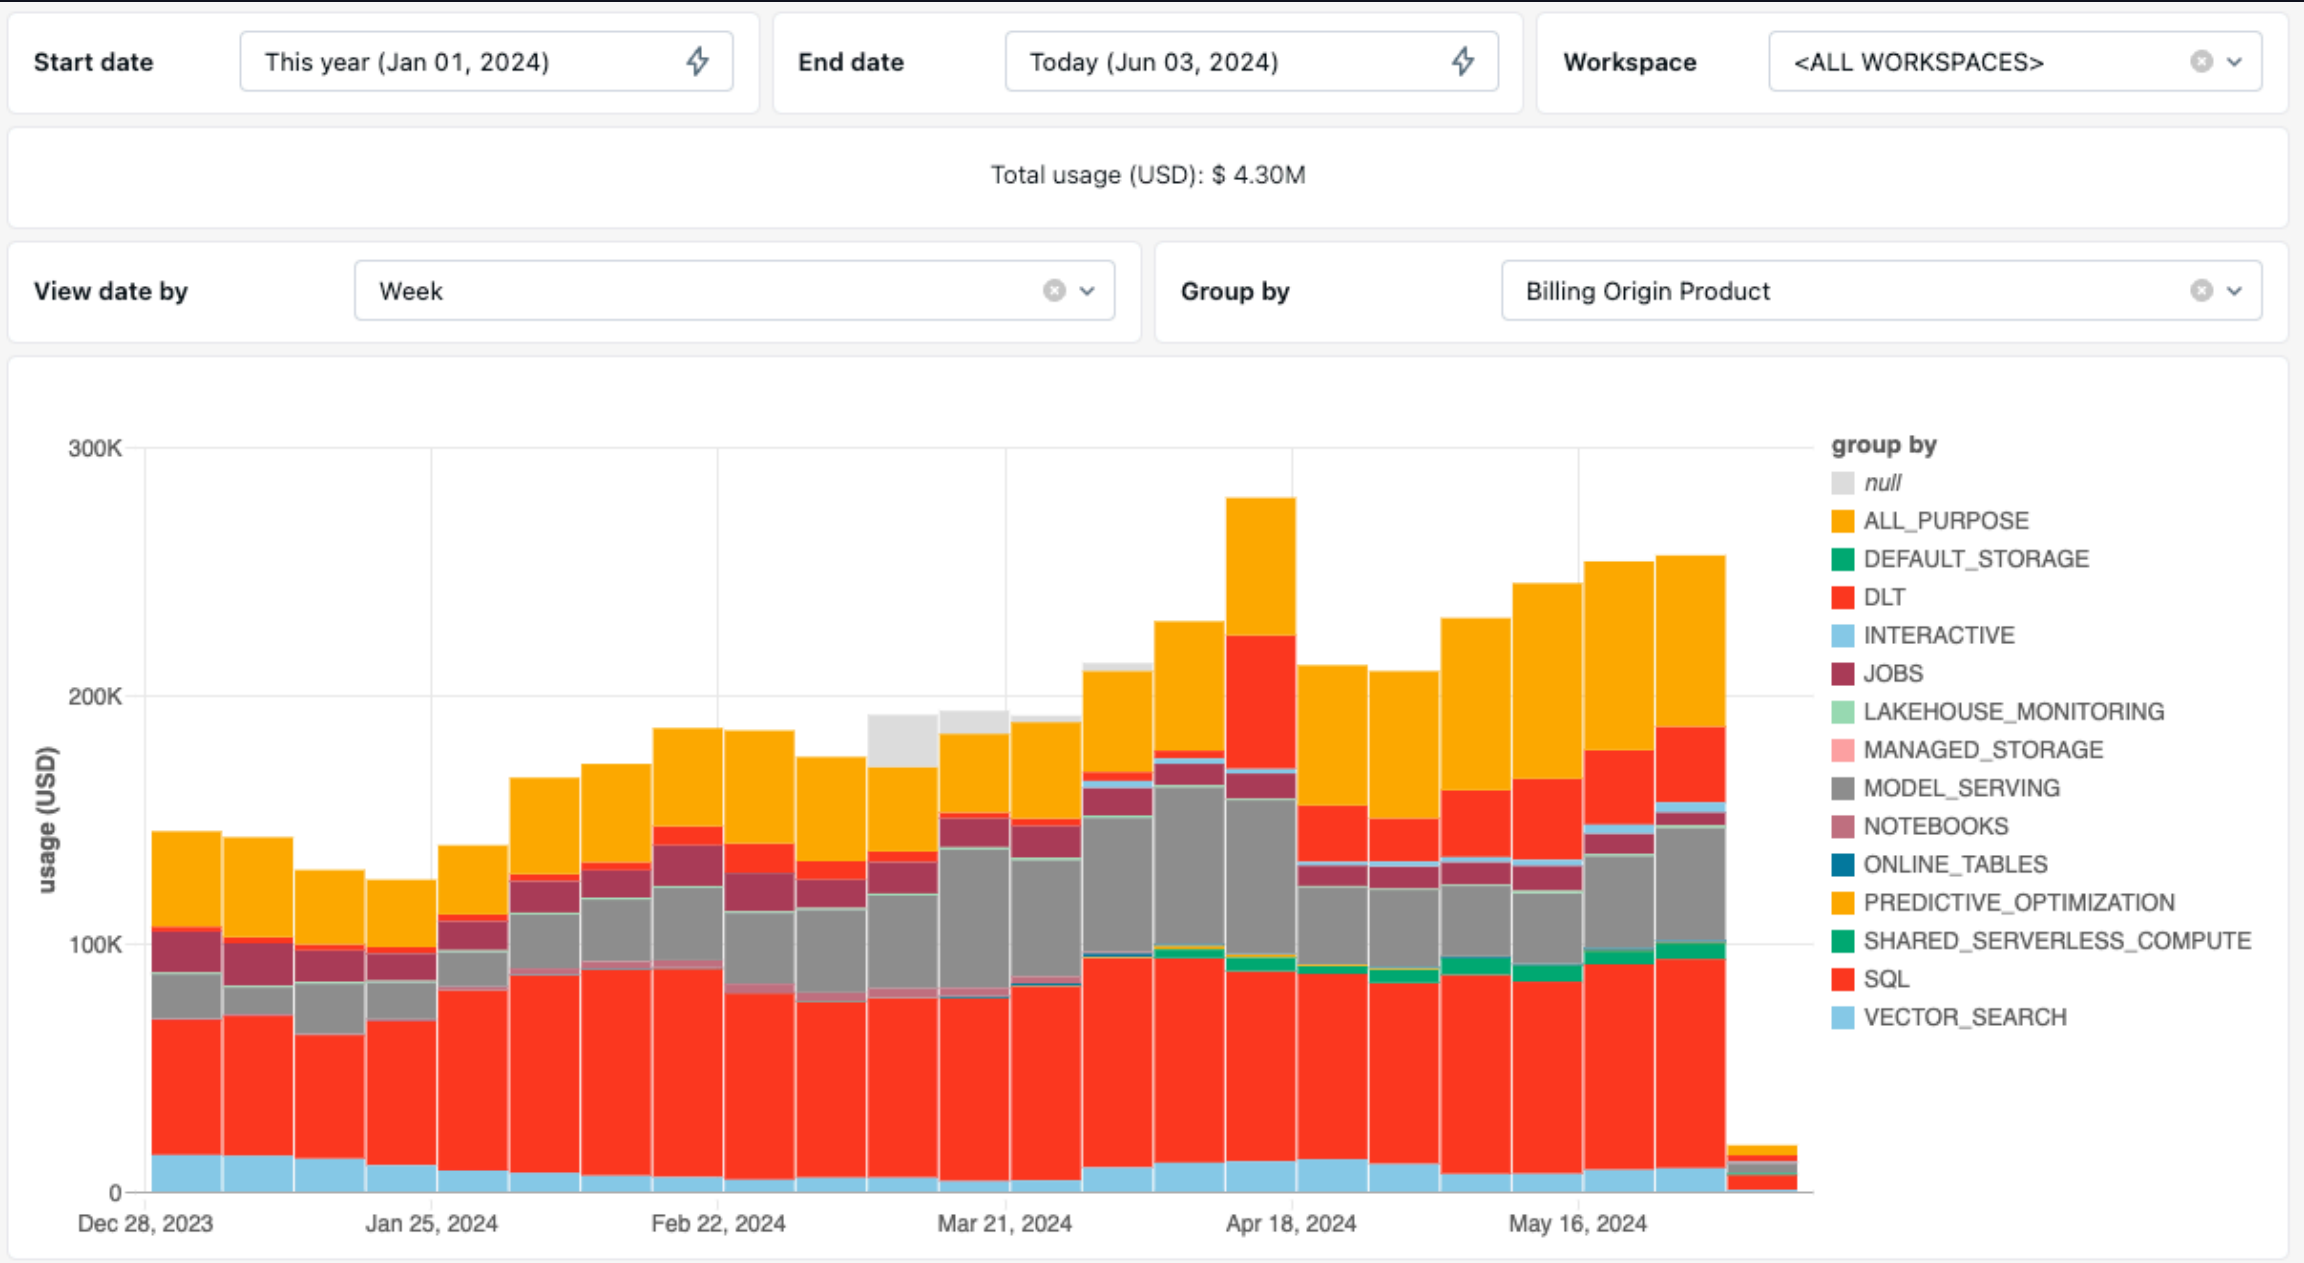 Start date
This year (Jan 01, 2024)
End date
Today (Jun 03, 2024)
Workspace
<ALL WORKSPACES>
Total usage (USD): $ 4.30M
View date by
Week
Group by
Billing Origin Product
300K
200K
100K
0
usage (USD)
Dec 28, 2023
Jan 25, 2024
Feb 22, 2024
Mar 21, 2024
Apr 18, 2024
May 16, 2024
group by
null
ALL_PURPOSE
DEFAULT_STORAGE
DLT
INTERACTIVE
JOBS
LAKEHOUSE_MONITORING
MANAGED_STORAGE
MODEL_SERVING
NOTEBOOKS
ONLINE_TABLES
PREDICTIVE_OPTIMIZATION
SHARED_SERVERLESS_COMPUTE
SQL
VECTOR_SEARCH